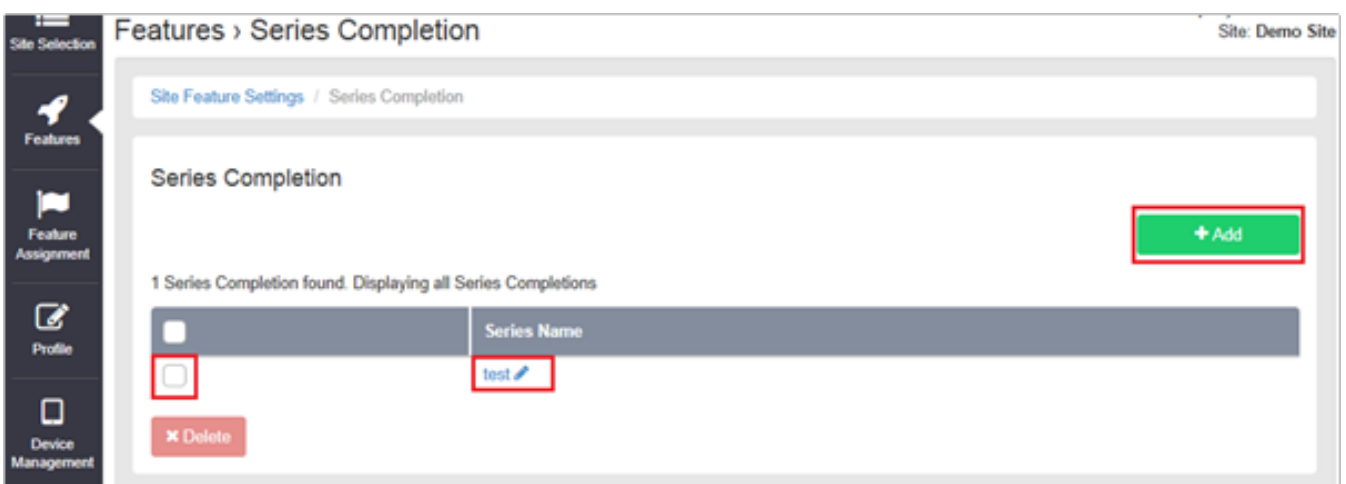 Site Selection
Features
Feature
Assignment
Profile
Device
Management
Features › Series Completion
Site: Demo Site
Site Feature Settings / Series Completion
Series Completion
+ Add
1 Series Completion found. Displaying all Series Completions
Series Name
test
× Delete